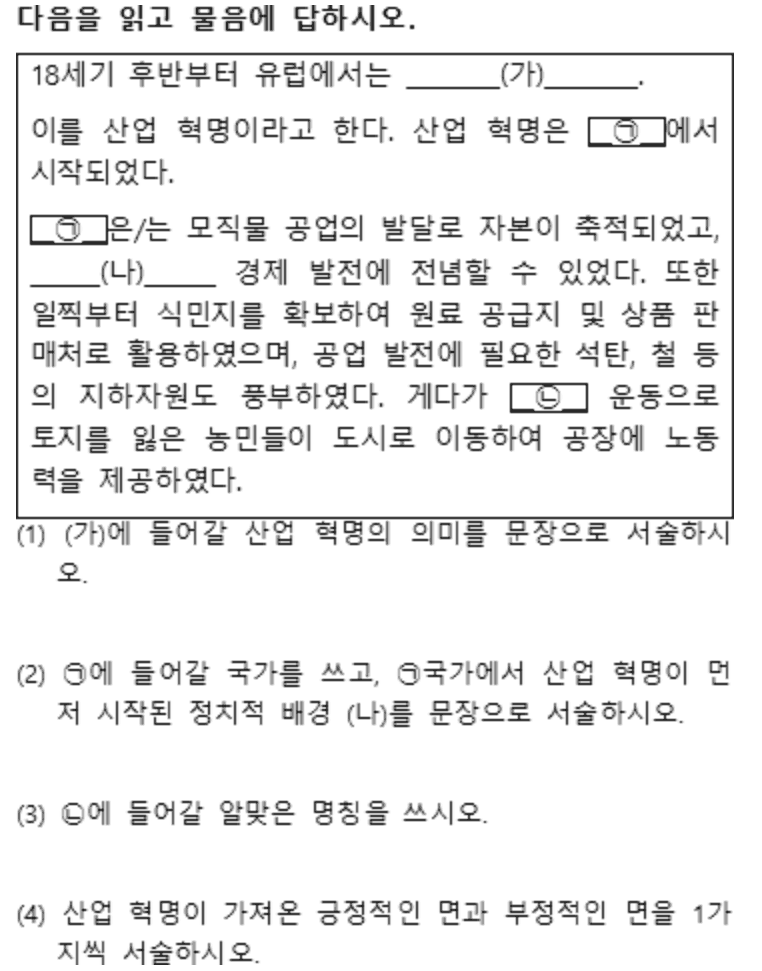 다음을 읽고 물음에 답하시오.
18세기 후반부터 유럽에서는 ______(가)______.
이를 산업 혁명이라고 한다. 산업 혁명은 ㉠에서
시작되었다.
㉠은/는 모직물 공업의 발달로 자본이 축적되었고,
_____(나)_____ 경제 발전에 전념할 수 있었다. 또한
일찍부터 식민지를 확보하여 원료 공급지 및 상품 판
매처로 활용하였으며, 공업 발전에 필요한 석탄, 철 등
의 지하자원도 풍부하였다. 게다가 ㉡ 운동으로
토지를 잃은 농민들이 도시로 이동하여 공장에 노동
력을 제공하였다.
(1) (가)에 들어갈 산업 혁명의 의미를 문장으로 서술하시
오.
(2) ㉠에 들어갈 국가를 쓰고, ㉠국가에서 산업 혁명이 먼
저 시작된 정치적 배경 (나)를 문장으로 서술하시오.
(3) ㉡에 들어갈 알맞은 명칭을 쓰시오.
(4) 산업 혁명이 가져온 긍정적인 면과 부정적인 면을 1가
지씩 서술하시오.